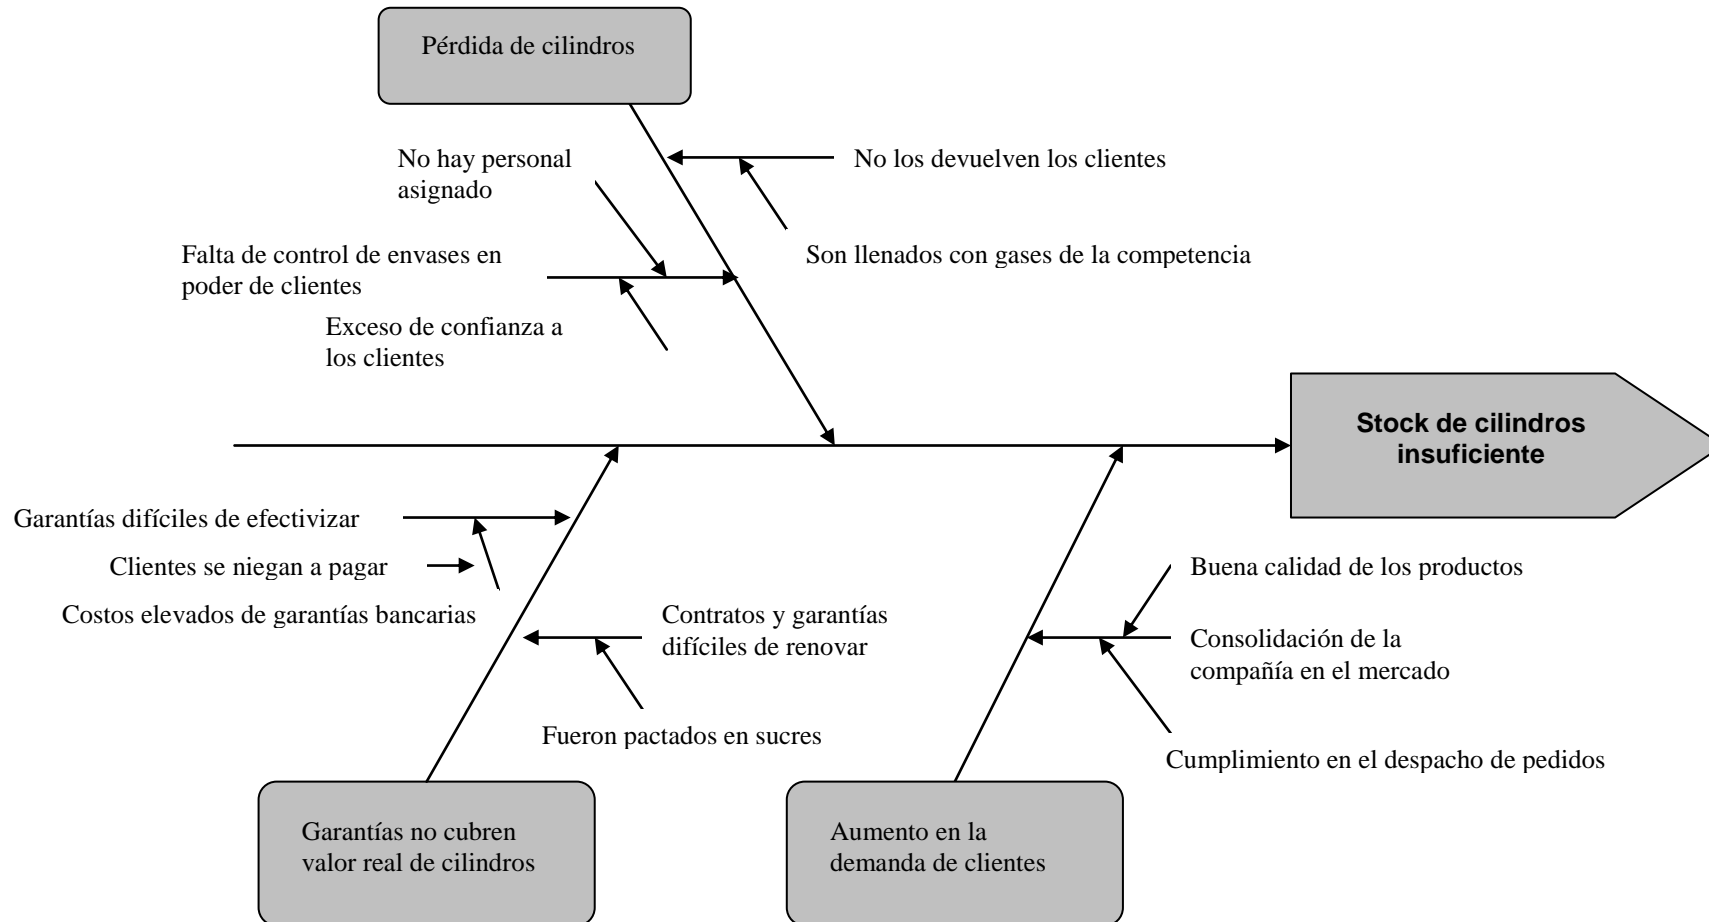 Pérdida de cilindros
No hay personal
asignado
No los devuelven los clientes
Falta de control de envases en
poder de clientes
Son llenados con gases de la competencia
Exceso de confianza a
los clientes
Stock de cilindros
insuficiente
Garantías difíciles de efectivizar
Clientes se niegan a pagar
Costos elevados de garantías bancarias
Contratos y garantías
difíciles de renovar
Fueron pactados en sucres
Buena calidad de los productos
Consolidación de la
compañía en el mercado
Cumplimiento en el despacho de pedidos
Garantías no cubren
valor real de cilindros
Aumento en la
demanda de clientes